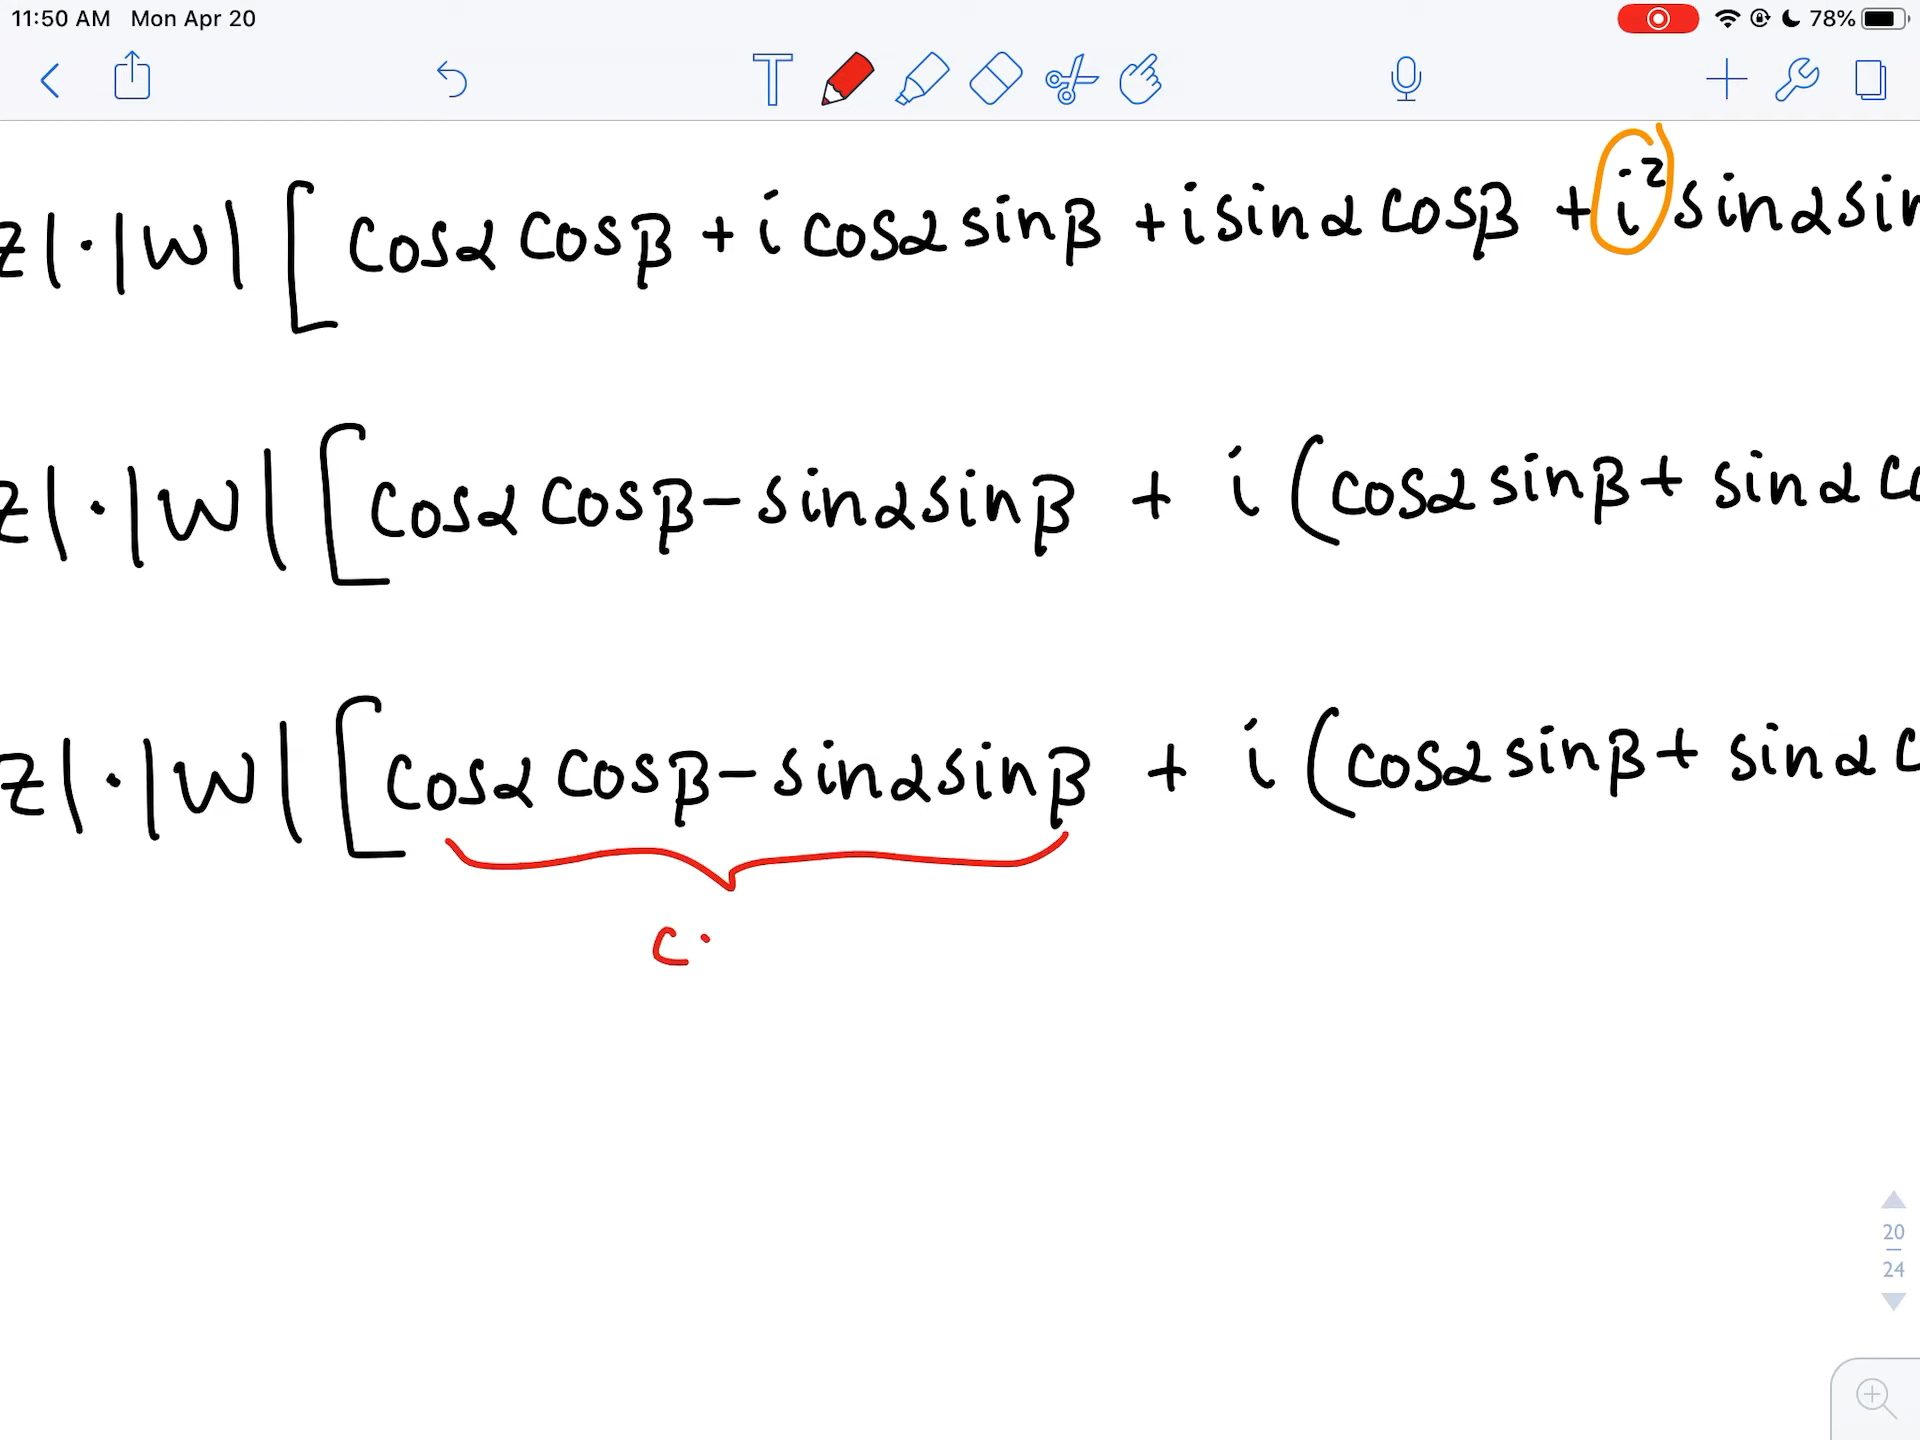 11:50 AM Mon Apr 20 78%
T
z|·|w| [ cosα cosβ + i cosα sinβ + i sinα cosβ + i² sinα sin
z|·|w| [ cosα cosβ - sinα sinβ + i (cosα sinβ + sinα co
z|·|w| [ cosα cosβ - sinα sinβ + i (cosα sinβ + sinα c
c
20
24